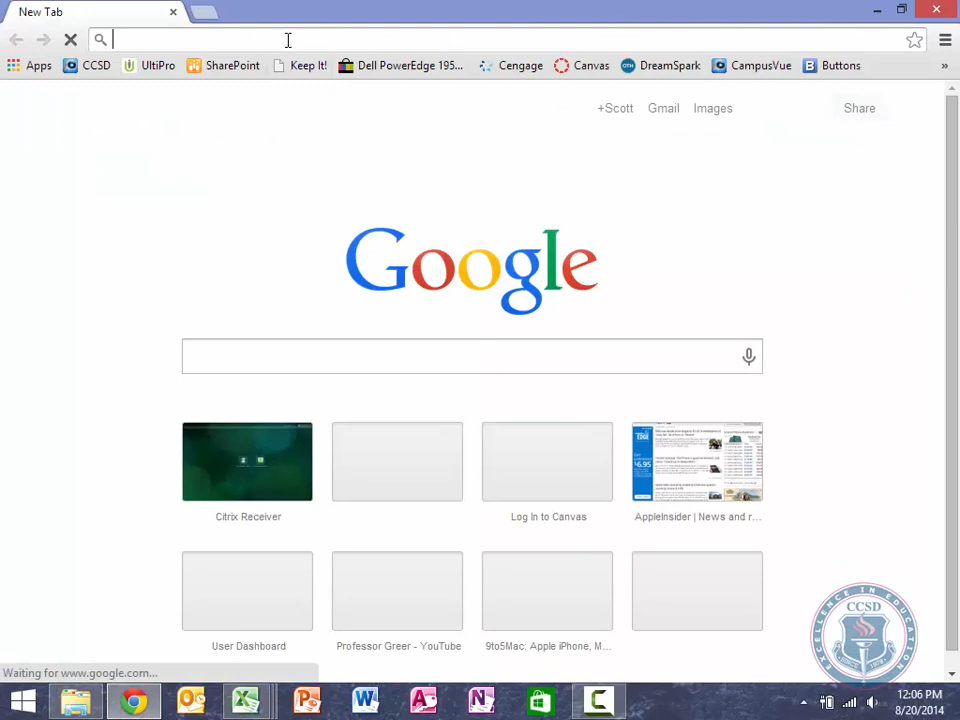 New Tab
Apps CCSD UltiPro SharePoint Keep It! Dell PowerEdge 195... Cengage Canvas DreamSpark CampusVue Buttons »
+Scott Gmail Images Share
Google
Citrix Receiver Log In to Canvas AppleInsider | News and r...
User Dashboard Professor Greer - YouTube 9to5Mac: Apple iPhone, M...
EXCELLENCE IN EDUCATION
CCSD
Waiting for www.google.com...
12:06 PM
8/20/2014